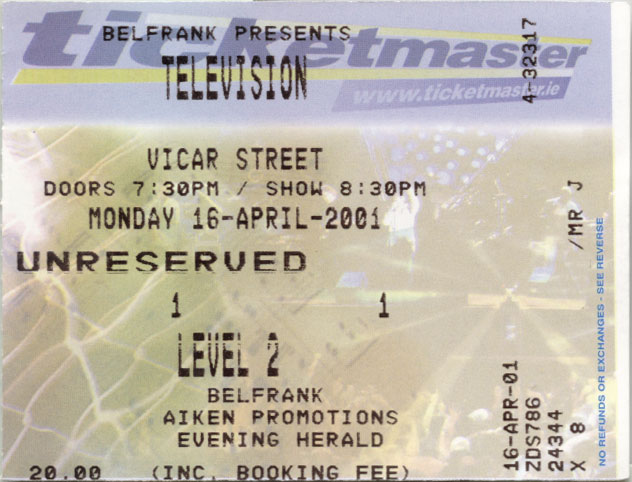 ticketmaster
BELFRANK PRESENTS
TELEVISION
www.ticketmaster.ie
VICAR STREET
DOORS 7:30PM / SHOW 8:30PM
MONDAY 16-APRIL-2001
UNRESERVED
1 1
LEVEL 2
BELFRANK
AIKEN PROMOTIONS
EVENING HERALD
20.00 (INC. BOOKING FEE)
4-32317
/MR J
16-APR-01
ZDS786
24344
X 8
NO REFUNDS OR EXCHANGES - SEE REVERSE